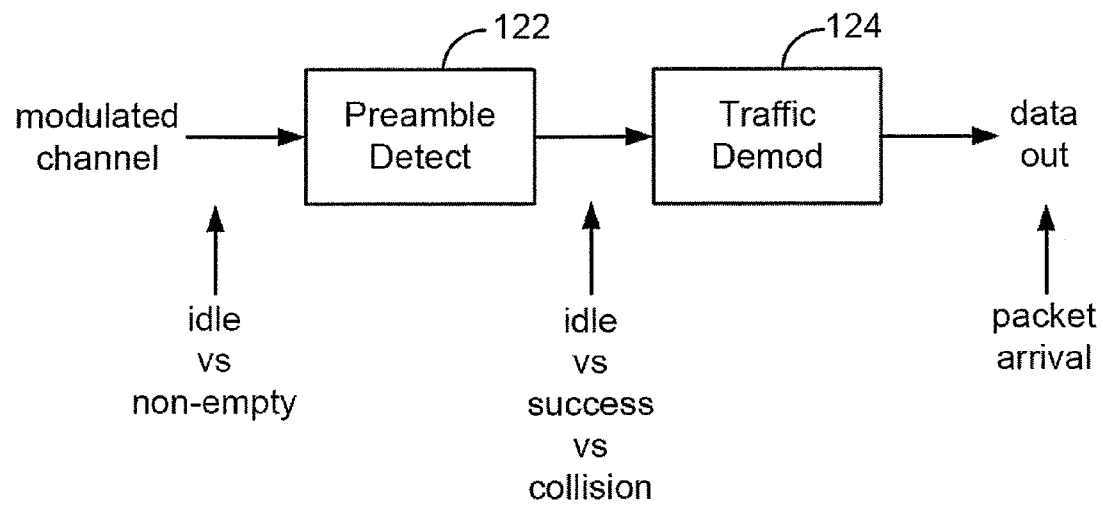 122
124
modulated
channel
Preamble
Detect
Traffic
Demod
data
out
idle
vs
non-empty
idle
vs
success
vs
collision
packet
arrival